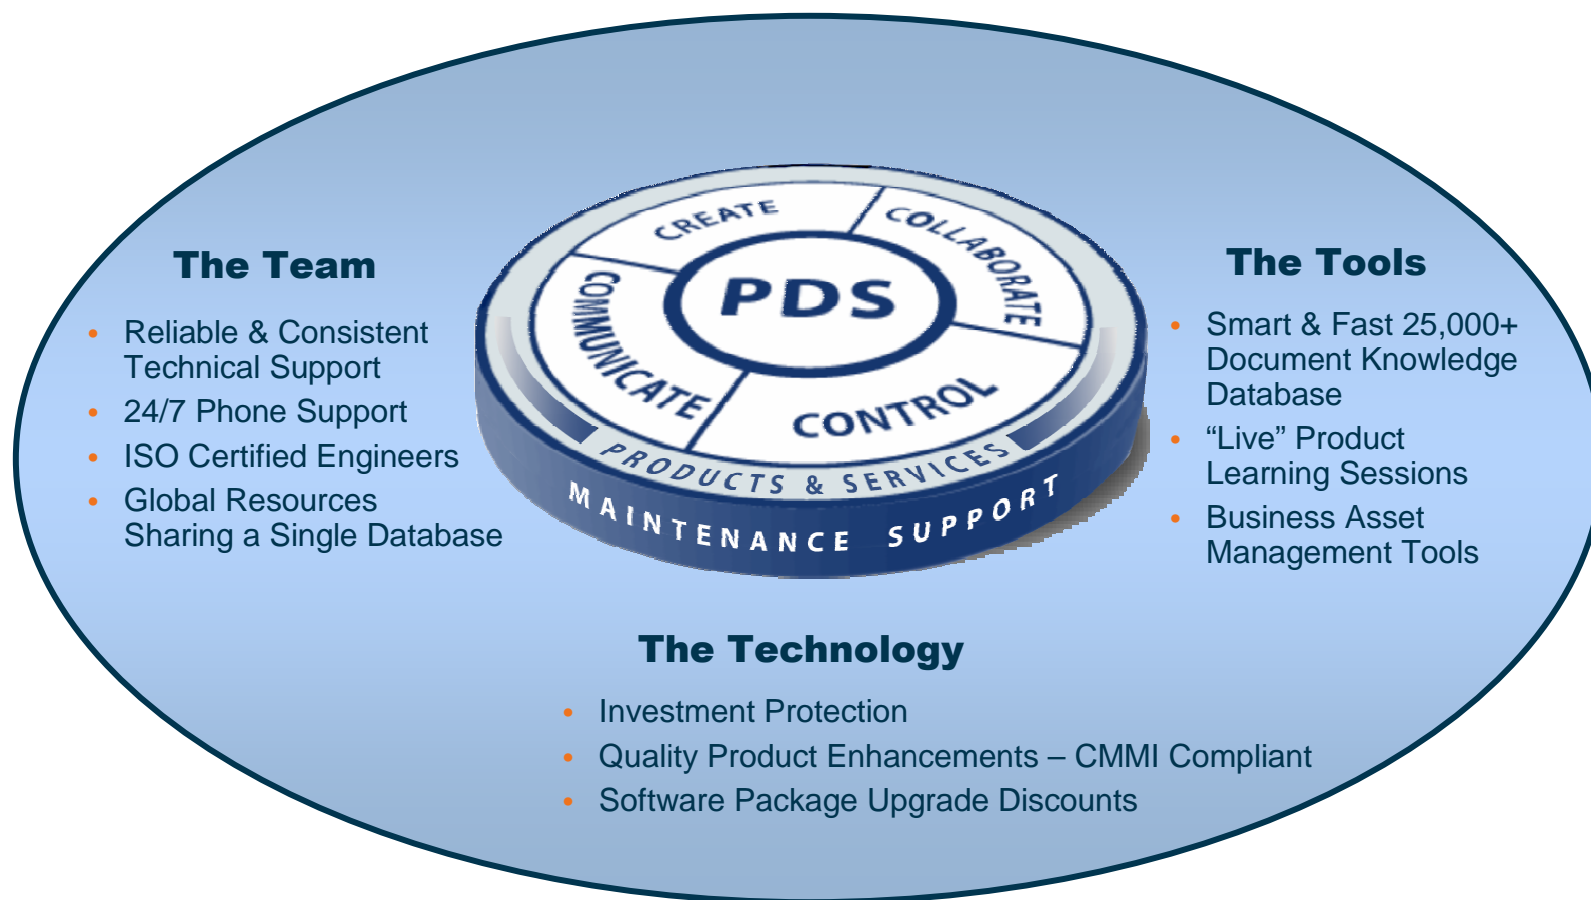 CREATE
COLLABORATE
COMMUNICATE
PDS
CONTROL
PRODUCTS & SERVICES
MAINTENANCE SUPPORT
The Team
• Reliable & Consistent
Technical Support
• 24/7 Phone Support
• ISO Certified Engineers
• Global Resources
Sharing a Single Database
The Tools
• Smart & Fast 25,000+
Document Knowledge
Database
• “Live” Product
Learning Sessions
• Business Asset
Management Tools
The Technology
• Investment Protection
• Quality Product Enhancements – CMMI Compliant
• Software Package Upgrade Discounts